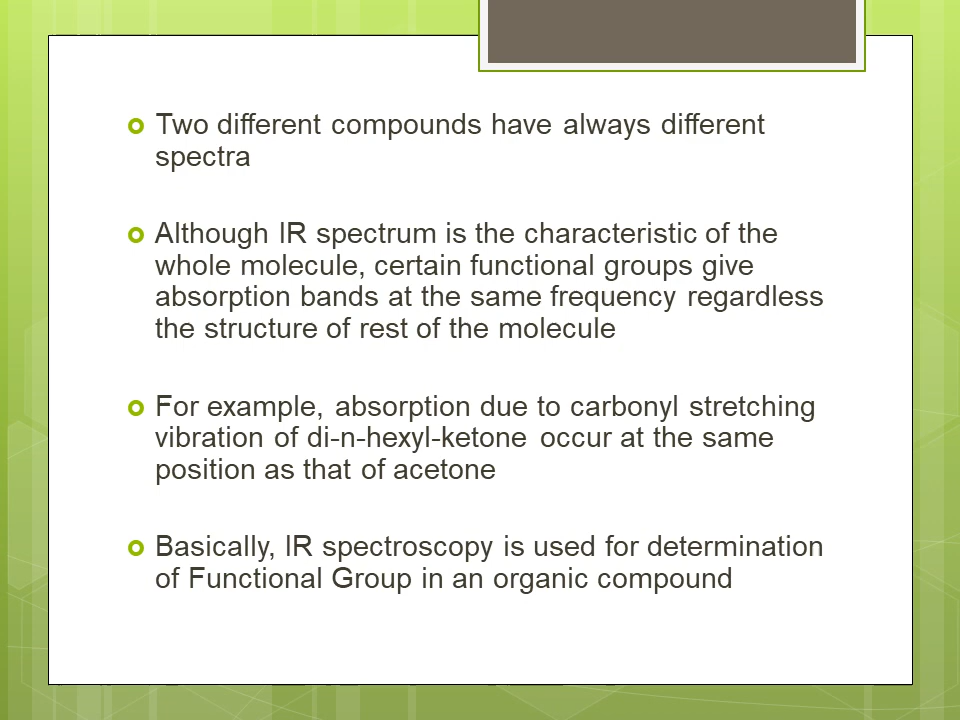 Two different compounds have always different
spectra
Although IR spectrum is the characteristic of the
whole molecule, certain functional groups give
absorption bands at the same frequency regardless
the structure of rest of the molecule
For example, absorption due to carbonyl stretching
vibration of di-n-hexyl-ketone occur at the same
position as that of acetone
Basically, IR spectroscopy is used for determination
of Functional Group in an organic compound